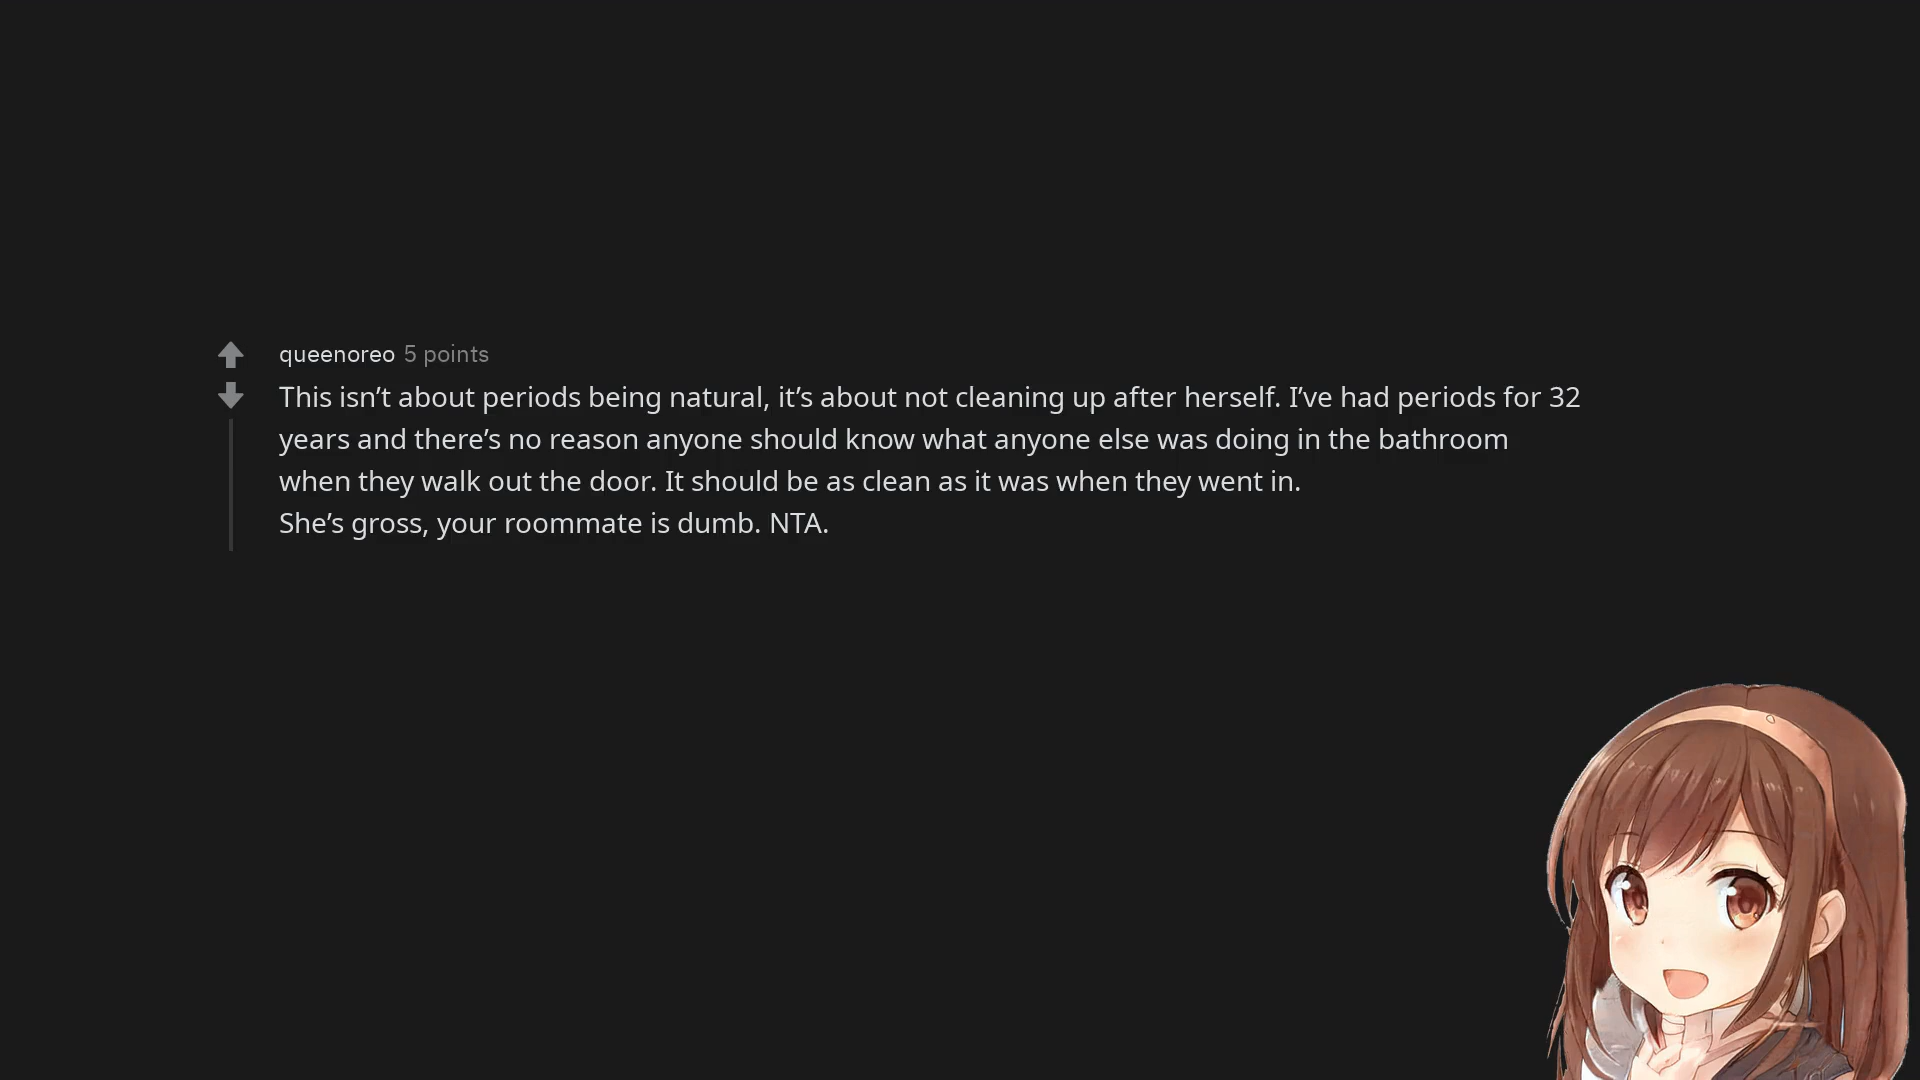 queenoreo 5 points
This isn’t about periods being natural, it’s about not cleaning up after herself. I’ve had periods for 32
years and there’s no reason anyone should know what anyone else was doing in the bathroom
when they walk out the door. It should be as clean as it was when they went in.
She’s gross, your roommate is dumb. NTA.